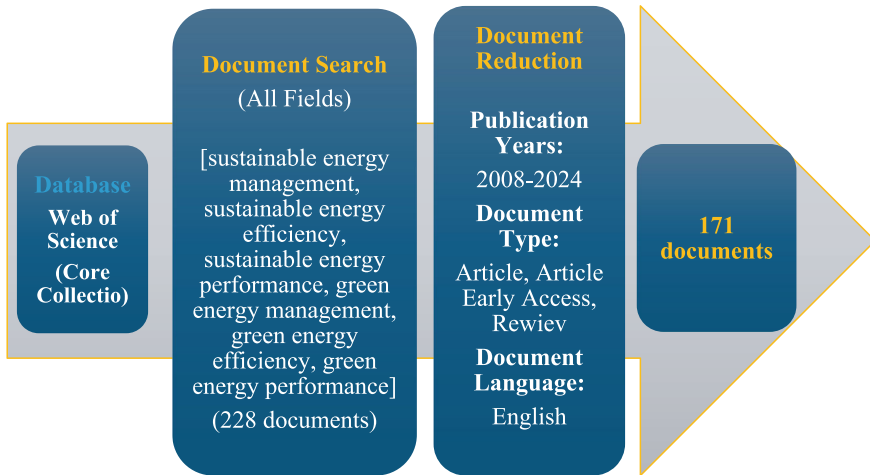 Database
Web of
Science
(Core
Collectio)
Document Search
(All Fields)
[sustainable energy
management,
sustainable energy
efficiency,
sustainable energy
performance, green
energy management,
green energy
efficiency, green
energy performance]
(228 documents)
Document
Reduction
Publication
Years:
2008-2024
Document
Type:
Article, Article
Early Access,
Rewiev
Document
Language:
English
171
documents